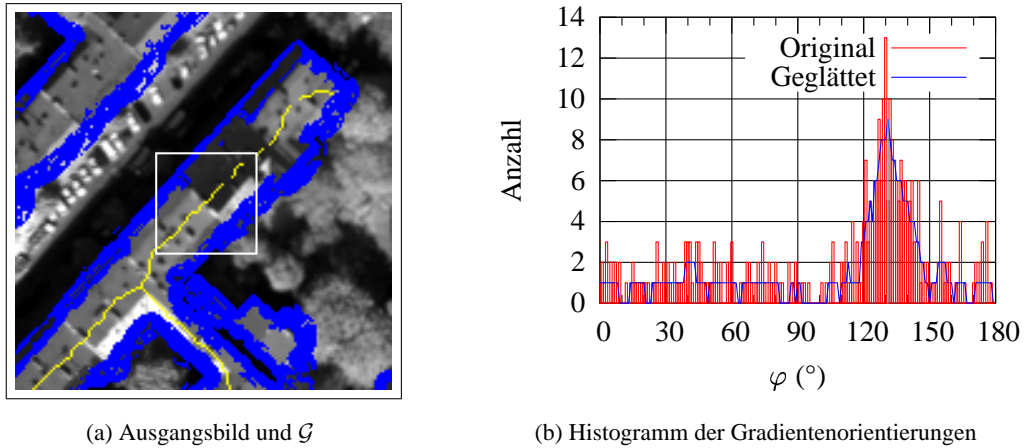 14
12
10
8
6
4
2
0
Anzahl
Original
Geglättet
0 30 60 90 120 150 180
φ (°)
(a) Ausgangsbild und 𝒢
(b) Histogramm der Gradientenorientierungen